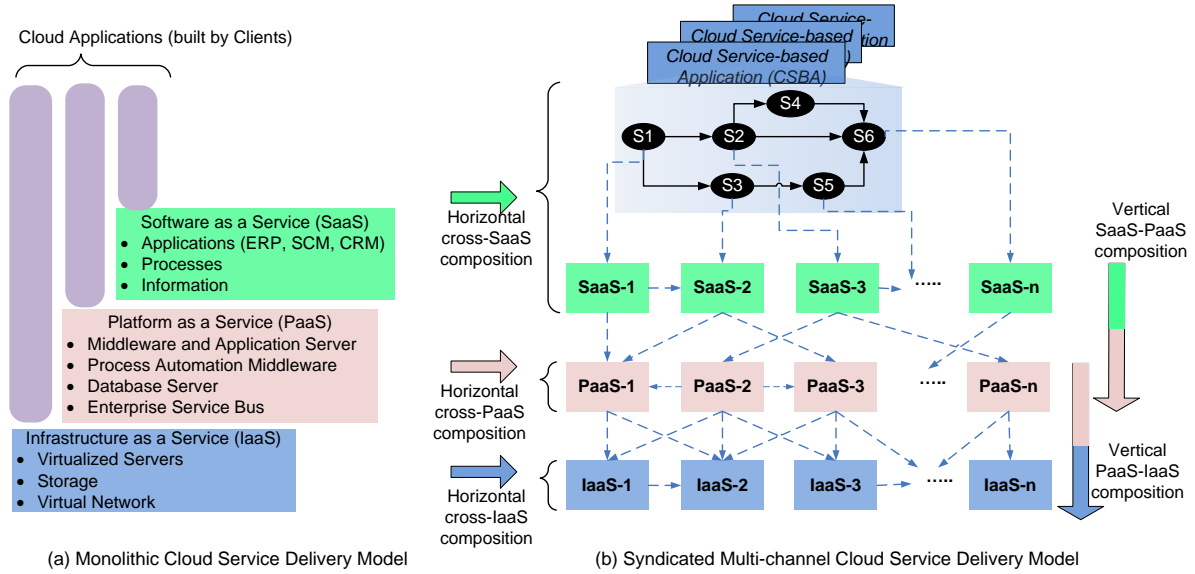 Cloud Applications (built by Clients)
Software as a Service (SaaS)
• Applications (ERP, SCM, CRM)
• Processes
• Information
Platform as a Service (PaaS)
• Middleware and Application Server
• Process Automation Middleware
• Database Server
• Enterprise Service Bus
Infrastructure as a Service (IaaS)
• Virtualized Servers
• Storage
• Virtual Network
(a) Monolithic Cloud Service Delivery Model
Cloud Service-
Cloud Service-based
Cloud Service-based
Application (CSBA)
S4
S1
S2
S6
S3
S5
Horizontal
cross-SaaS
composition
SaaS-1
SaaS-2
SaaS-3
.....
SaaS-n
Vertical
SaaS-PaaS
composition
Horizontal
cross-PaaS
composition
PaaS-1
PaaS-2
PaaS-3
.....
PaaS-n
Horizontal
cross-IaaS
composition
IaaS-1
IaaS-2
IaaS-3
.....
IaaS-n
Vertical
PaaS-IaaS
composition
(b) Syndicated Multi-channel Cloud Service Delivery Model